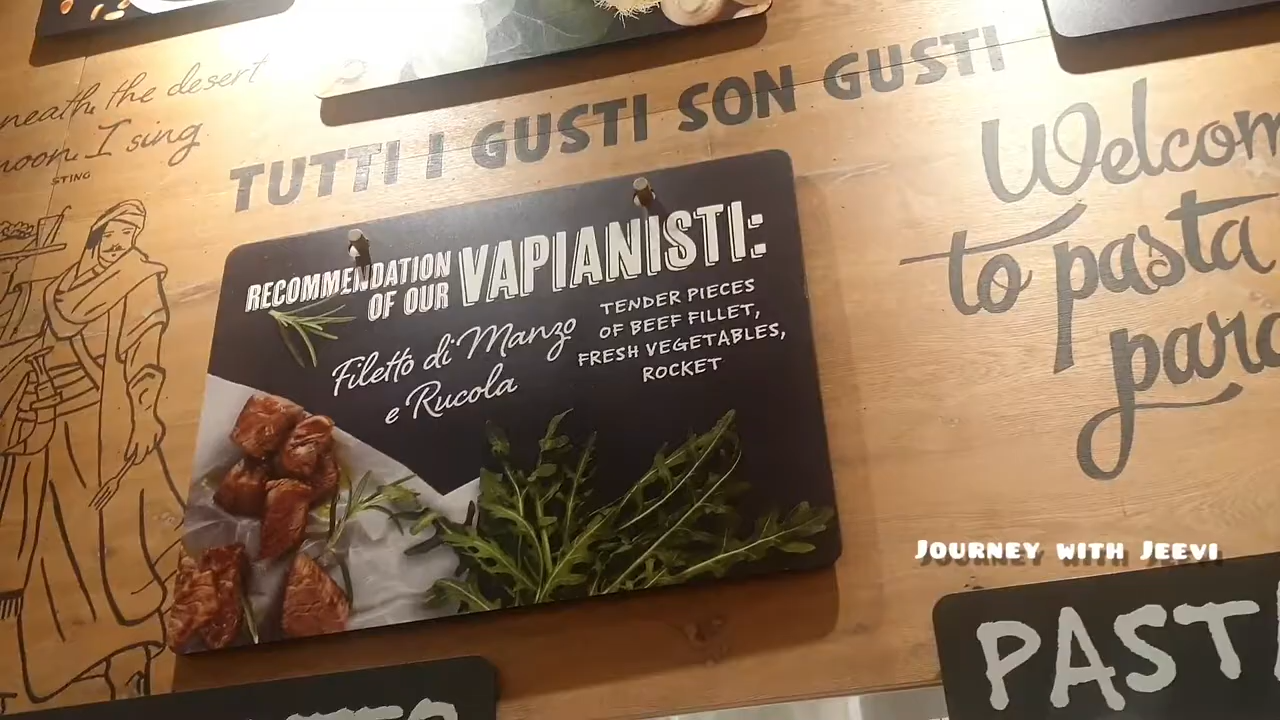 neath the desert
moon, I sing
STING
TUTTI I GUSTI SON GUSTI
RECOMMENDATION
OF OUR VAPIANISTI:
Filetto di Manzo
e Rucola
TENDER PIECES
OF BEEF FILLET,
FRESH VEGETABLES,
ROCKET
Welcom
to pasta
para
JOURNEY WITH JEEVI
PAST